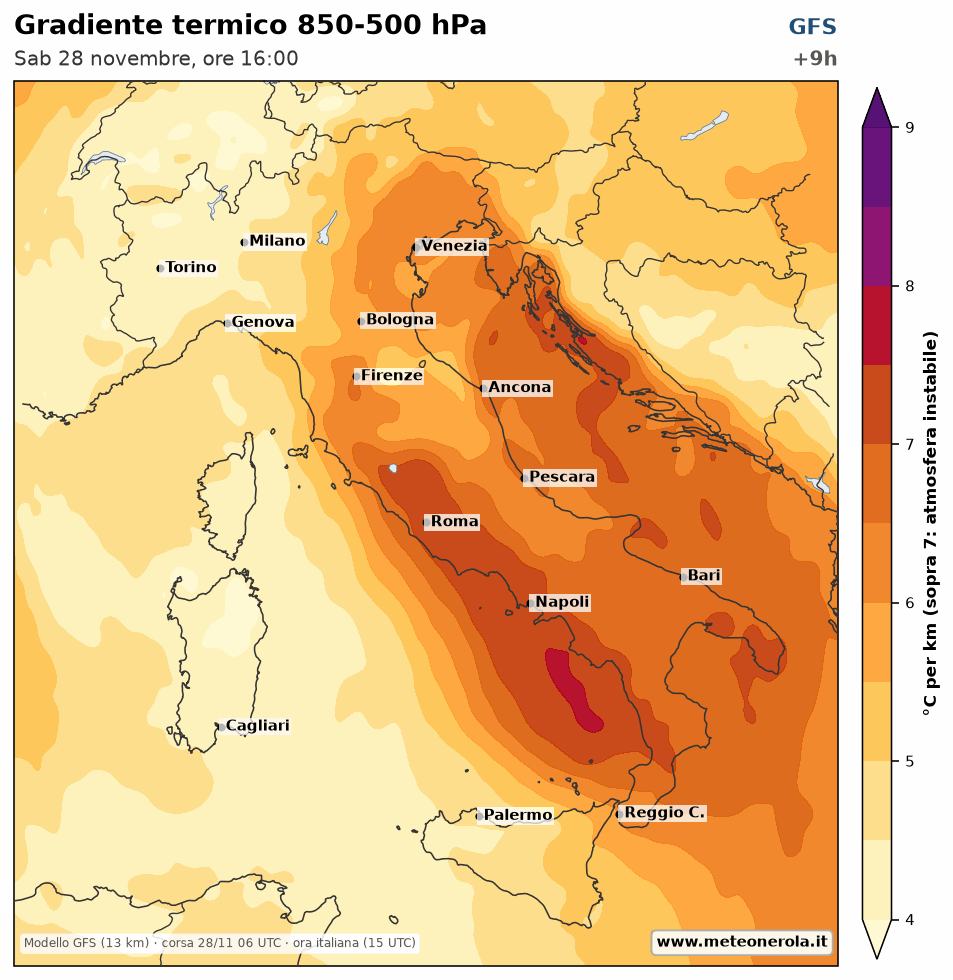 Gradiente termico 850-500 hPa
GFS
Sab 28 novembre, ore 16:00
+9h
Milano
Venezia
Torino
Genova
Bologna
Firenze
Ancona
Pescara
Roma
Bari
Napoli
Cagliari
Palermo
Reggio C.
9
8
7
6
5
4
°C per km (sopra 7: atmosfera instabile)
Modello GFS (13 km) · corsa 28/11 06 UTC · ora italiana (15 UTC)
www.meteonerola.it